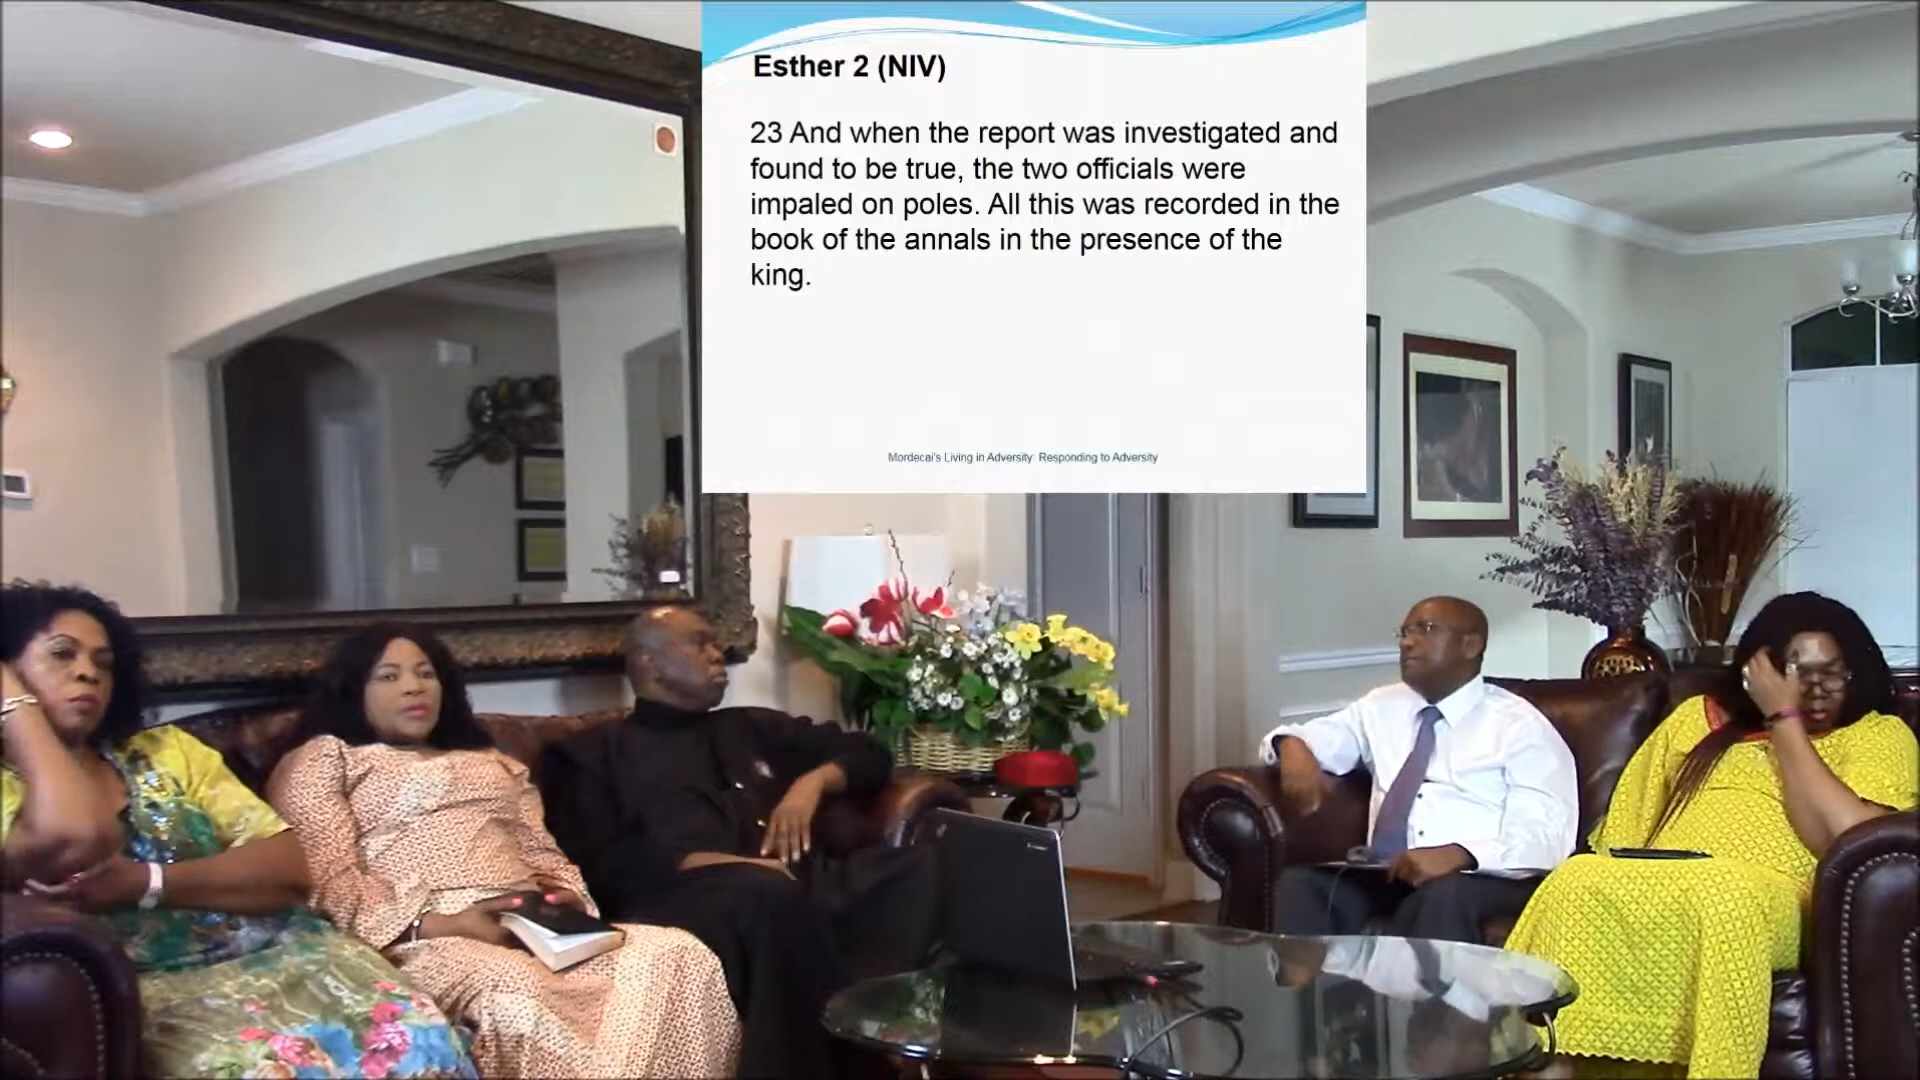 Esther 2 (NIV)
23 And when the report was investigated and
found to be true, the two officials were
impaled on poles. All this was recorded in the
book of the annals in the presence of the
king.
Mordecai's Living in Adversity: Responding to Adversity